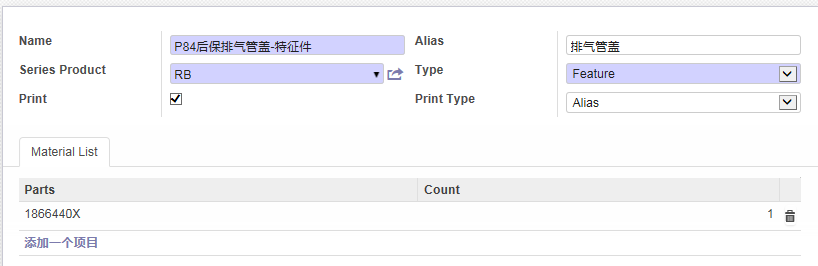 Name P84后保排气管盖-特征件 Alias 排气管盖
Series Product RB Type Feature
Print Print Type Alias
Material List
Parts Count
1866440X 1
添加一个项目